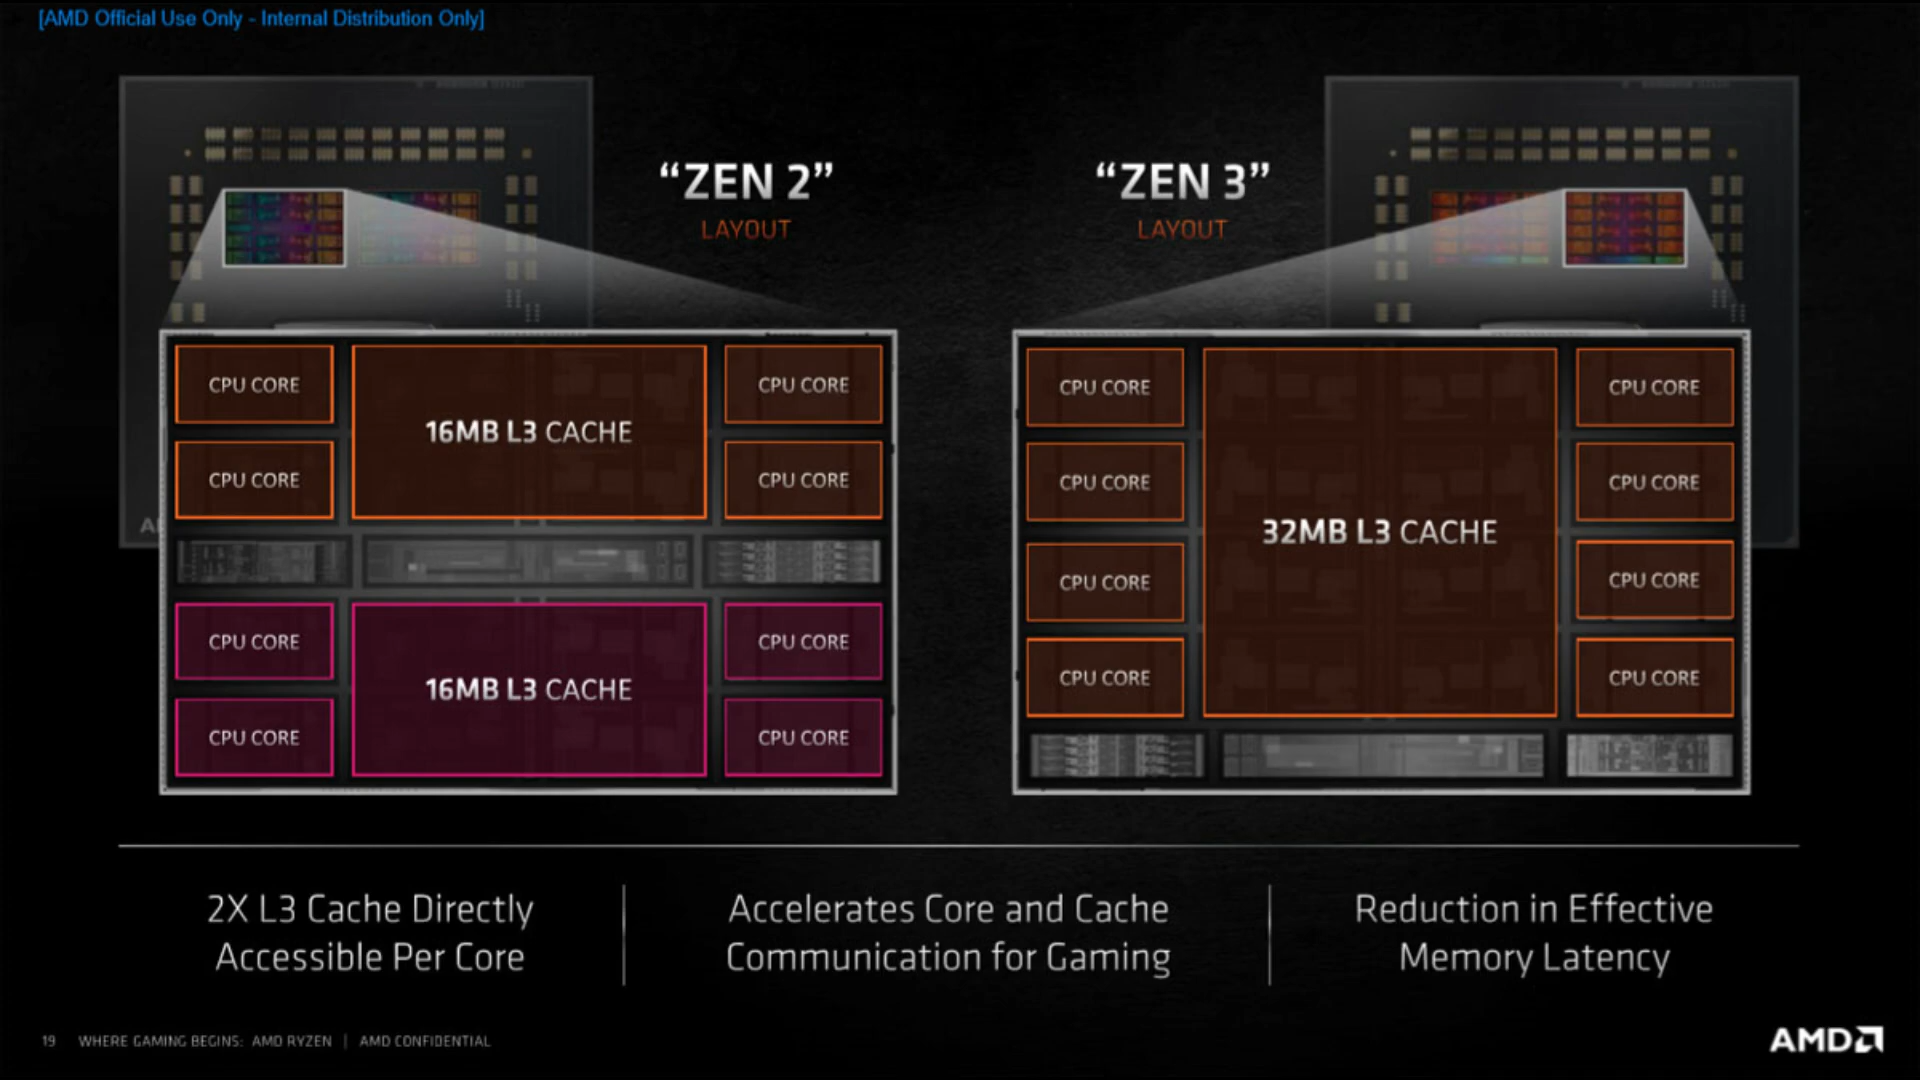 [AMD Official Use Only - Internal Distribution Only]
“ZEN 2”
LAYOUT
“ZEN 3”
LAYOUT
CPU CORE
16MB L3 CACHE
CPU CORE
CPU CORE
CPU CORE
CPU CORE
16MB L3 CACHE
CPU CORE
CPU CORE
CPU CORE
CPU CORE
32MB L3 CACHE
CPU CORE
CPU CORE
CPU CORE
CPU CORE
CPU CORE
CPU CORE
CPU CORE
2X L3 Cache Directly
Accessible Per Core
Accelerates Core and Cache
Communication for Gaming
Reduction in Effective
Memory Latency
19 WHERE GAMING BEGINS: AMD RYZEN | AMD CONFIDENTIAL
AMD